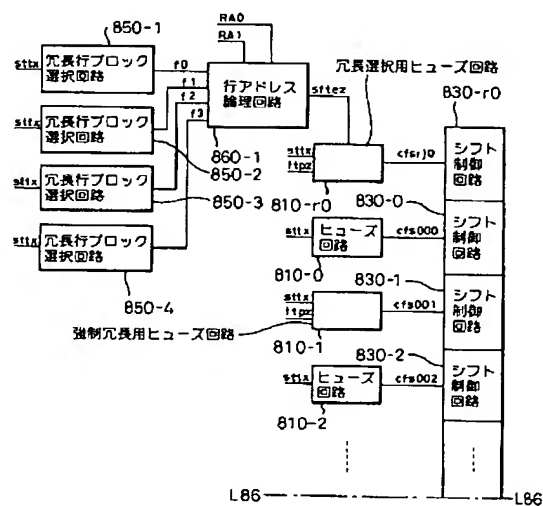 850-1
RA0
RA1
sttx
冗長行ブロック
選択回路
f0
行アドレス
論理回路
sftez
冗長選択用ヒューズ回路
830-r0
f1
sttx
冗長行ブロック
選択回路
f2
f3
860-1
850-2
sttx
ftpz
cfsrj0
シフト
制御
回路
810-r0
830-0
sttx
冗長行ブロック
選択回路
850-3
sttx
ヒューズ
回路
cfs000
シフト
制御
回路
810-0
830-1
sttx
冗長行ブロック
選択回路
850-4
sttx
ftpz
cfs001
シフト
制御
回路
強制冗長用ヒューズ回路
810-1
830-2
sttx
ヒューズ
回路
cfs002
シフト
制御
回路
810-2
L86
L86